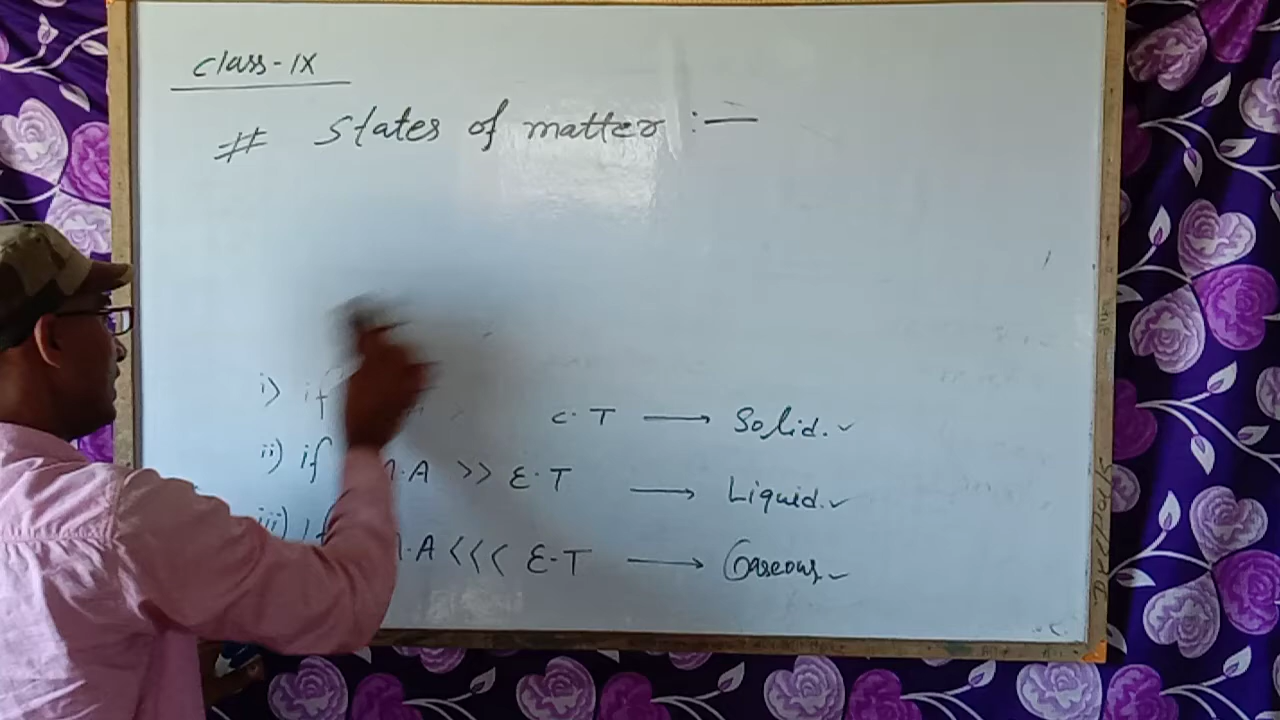 Class-IX
# States of matter :-
i) if > C.T → Solid.✓
ii) if .A >> E.T → Liquid.✓
iii) If .A <<< E-T → Gaseous.✓